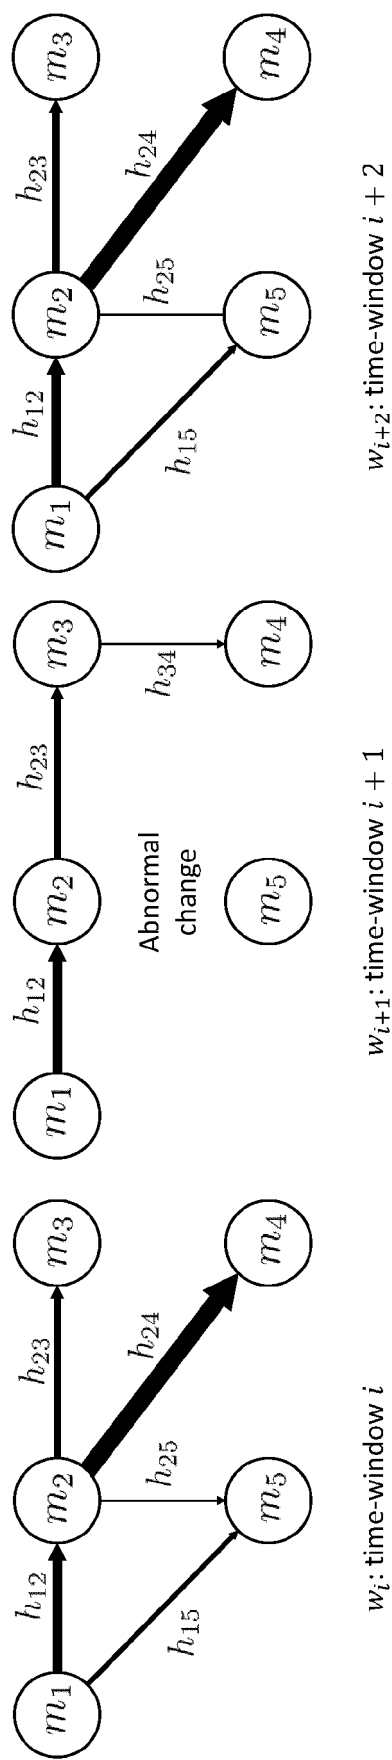 m₁
h₁₂
m₂
h₂₃
m₃
h₁₅
h₂₅
h₂₄
m₅
m₄
wᵢ: time-window i
m₁
h₁₂
m₂
h₂₃
m₃
Abnormal
change
h₃₄
m₅
m₄
wᵢ₊₁: time-window i + 1
m₁
h₁₂
m₂
h₂₃
m₃
h₁₅
h₂₅
h₂₄
m₅
m₄
wᵢ₊₂: time-window i + 2